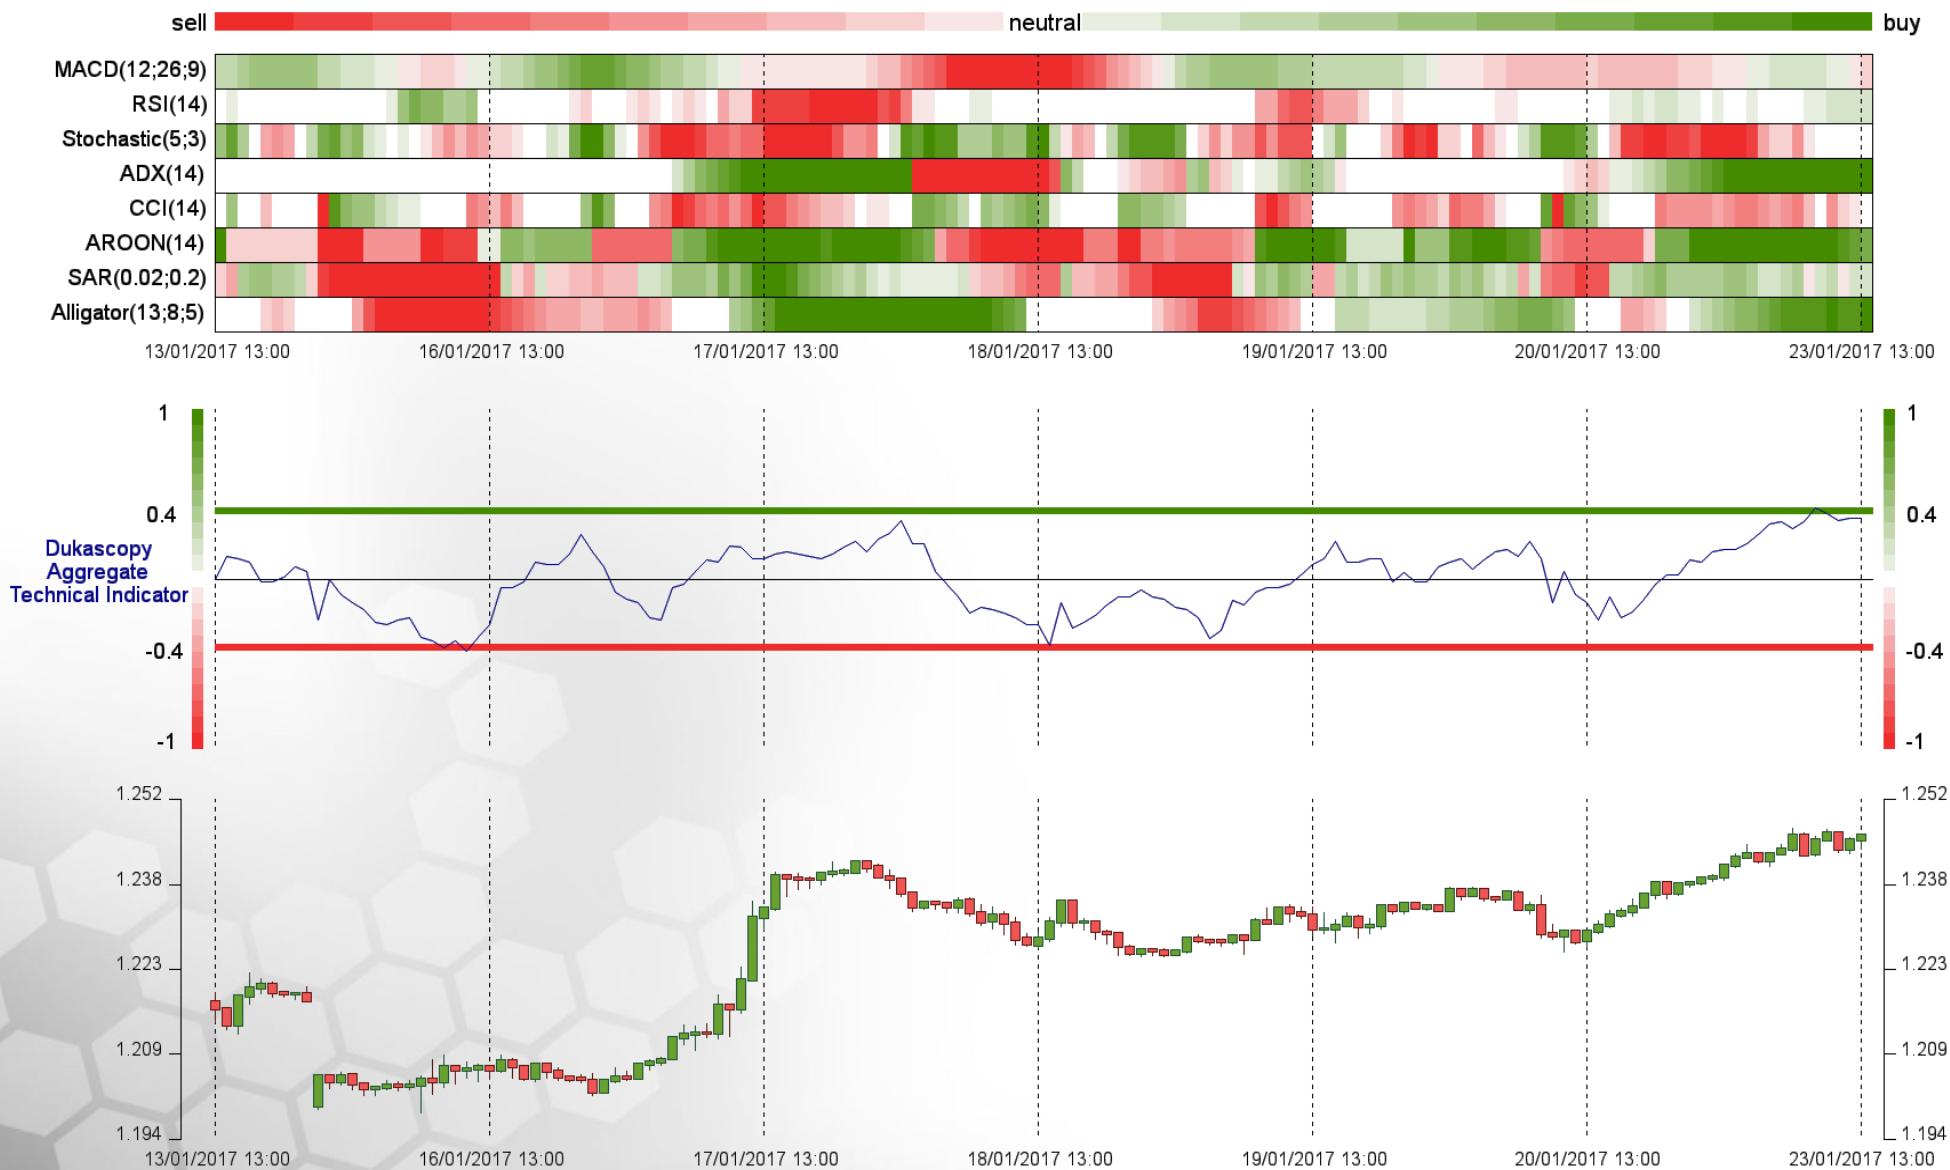 sell neutral buy
MACD(12;26;9)
RSI(14)
Stochastic(5;3)
ADX(14)
CCI(14)
AROON(14)
SAR(0.02;0.2)
Alligator(13;8;5)
13/01/2017 13:00 16/01/2017 13:00 17/01/2017 13:00 18/01/2017 13:00 19/01/2017 13:00 20/01/2017 13:00 23/01/2017 13:00
1 1
0.4 0.4
Dukascopy
Aggregate
Technical Indicator
-0.4 -0.4
-1 -1
1.252 1.252
1.238 1.238
1.223 1.223
1.209 1.209
1.194 1.194
13/01/2017 13:00 16/01/2017 13:00 17/01/2017 13:00 18/01/2017 13:00 19/01/2017 13:00 20/01/2017 13:00 23/01/2017 13:00